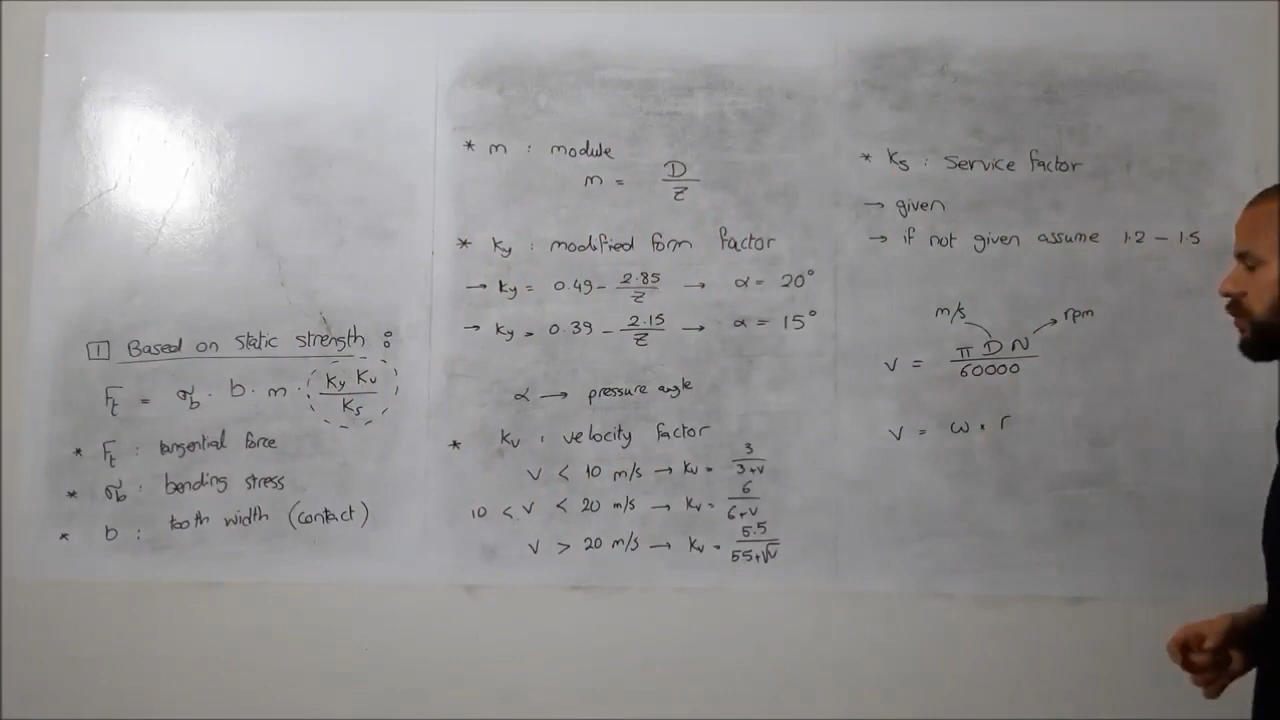 1 Based on static strength :
Ft = σb · b · m · (Ky Kv / Ks)
* Ft : tangential force
* σb : bending stress
* b : tooth width (contact)
* m : module
m = D / Z
* Ky : modified form factor
→ Ky = 0.49 - 2.85 / Z → α = 20°
→ Ky = 0.39 - 2.15 / Z → α = 15°
α → pressure angle
* Kv : velocity factor
V < 10 m/s → Kv = 3 / 3+V
10 < V < 20 m/s → Kv = 6 / 6+V
V > 20 m/s → Kv = 5.5 / 55+√V
* Ks : Service factor
→ given
→ if not given assume 1.2 - 1.5
m/s rpm
V = π D N / 60000
V = ω × r